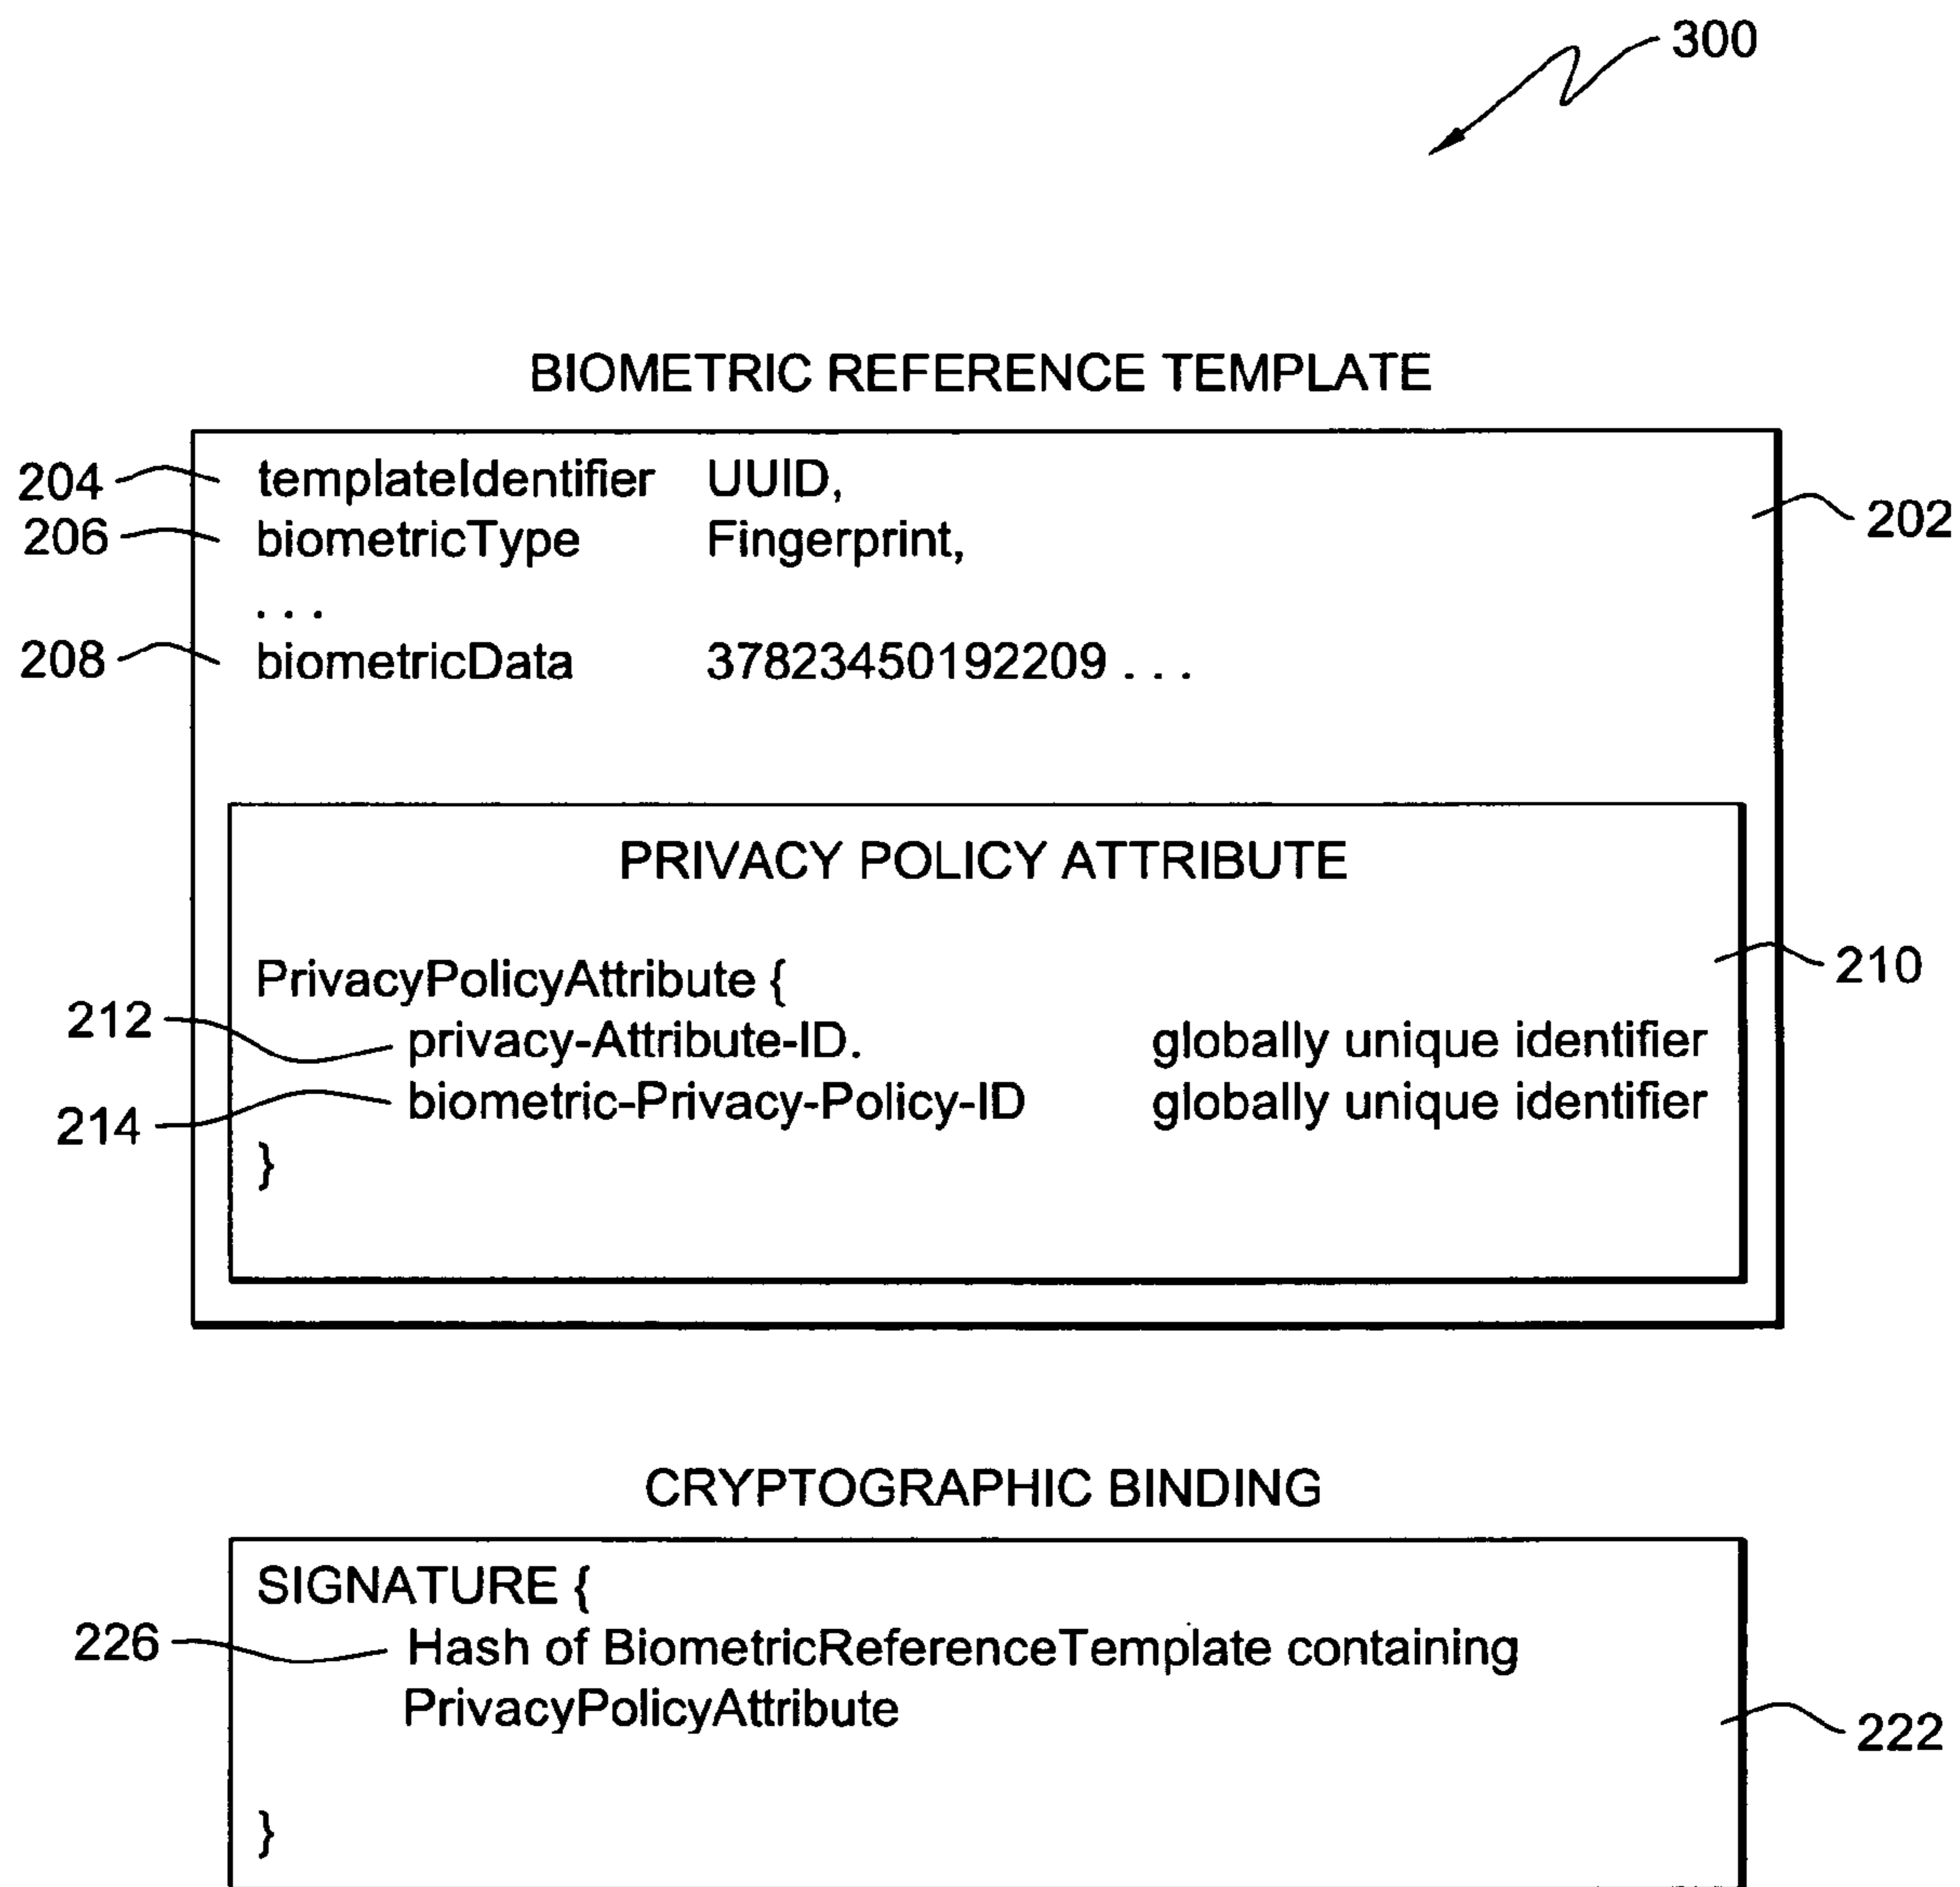 300
BIOMETRIC REFERENCE TEMPLATE
204 templateIdentifier UUID,
202
206 biometricType Fingerprint,
. . .
208 biometricData 37823450192209 . . .
PRIVACY POLICY ATTRIBUTE
210
PrivacyPolicyAttribute {
212 privacy-Attribute-ID. globally unique identifier
214 biometric-Privacy-Policy-ID globally unique identifier
}
CRYPTOGRAPHIC BINDING
SIGNATURE {
226 Hash of BiometricReferenceTemplate containing
PrivacyPolicyAttribute
222
}